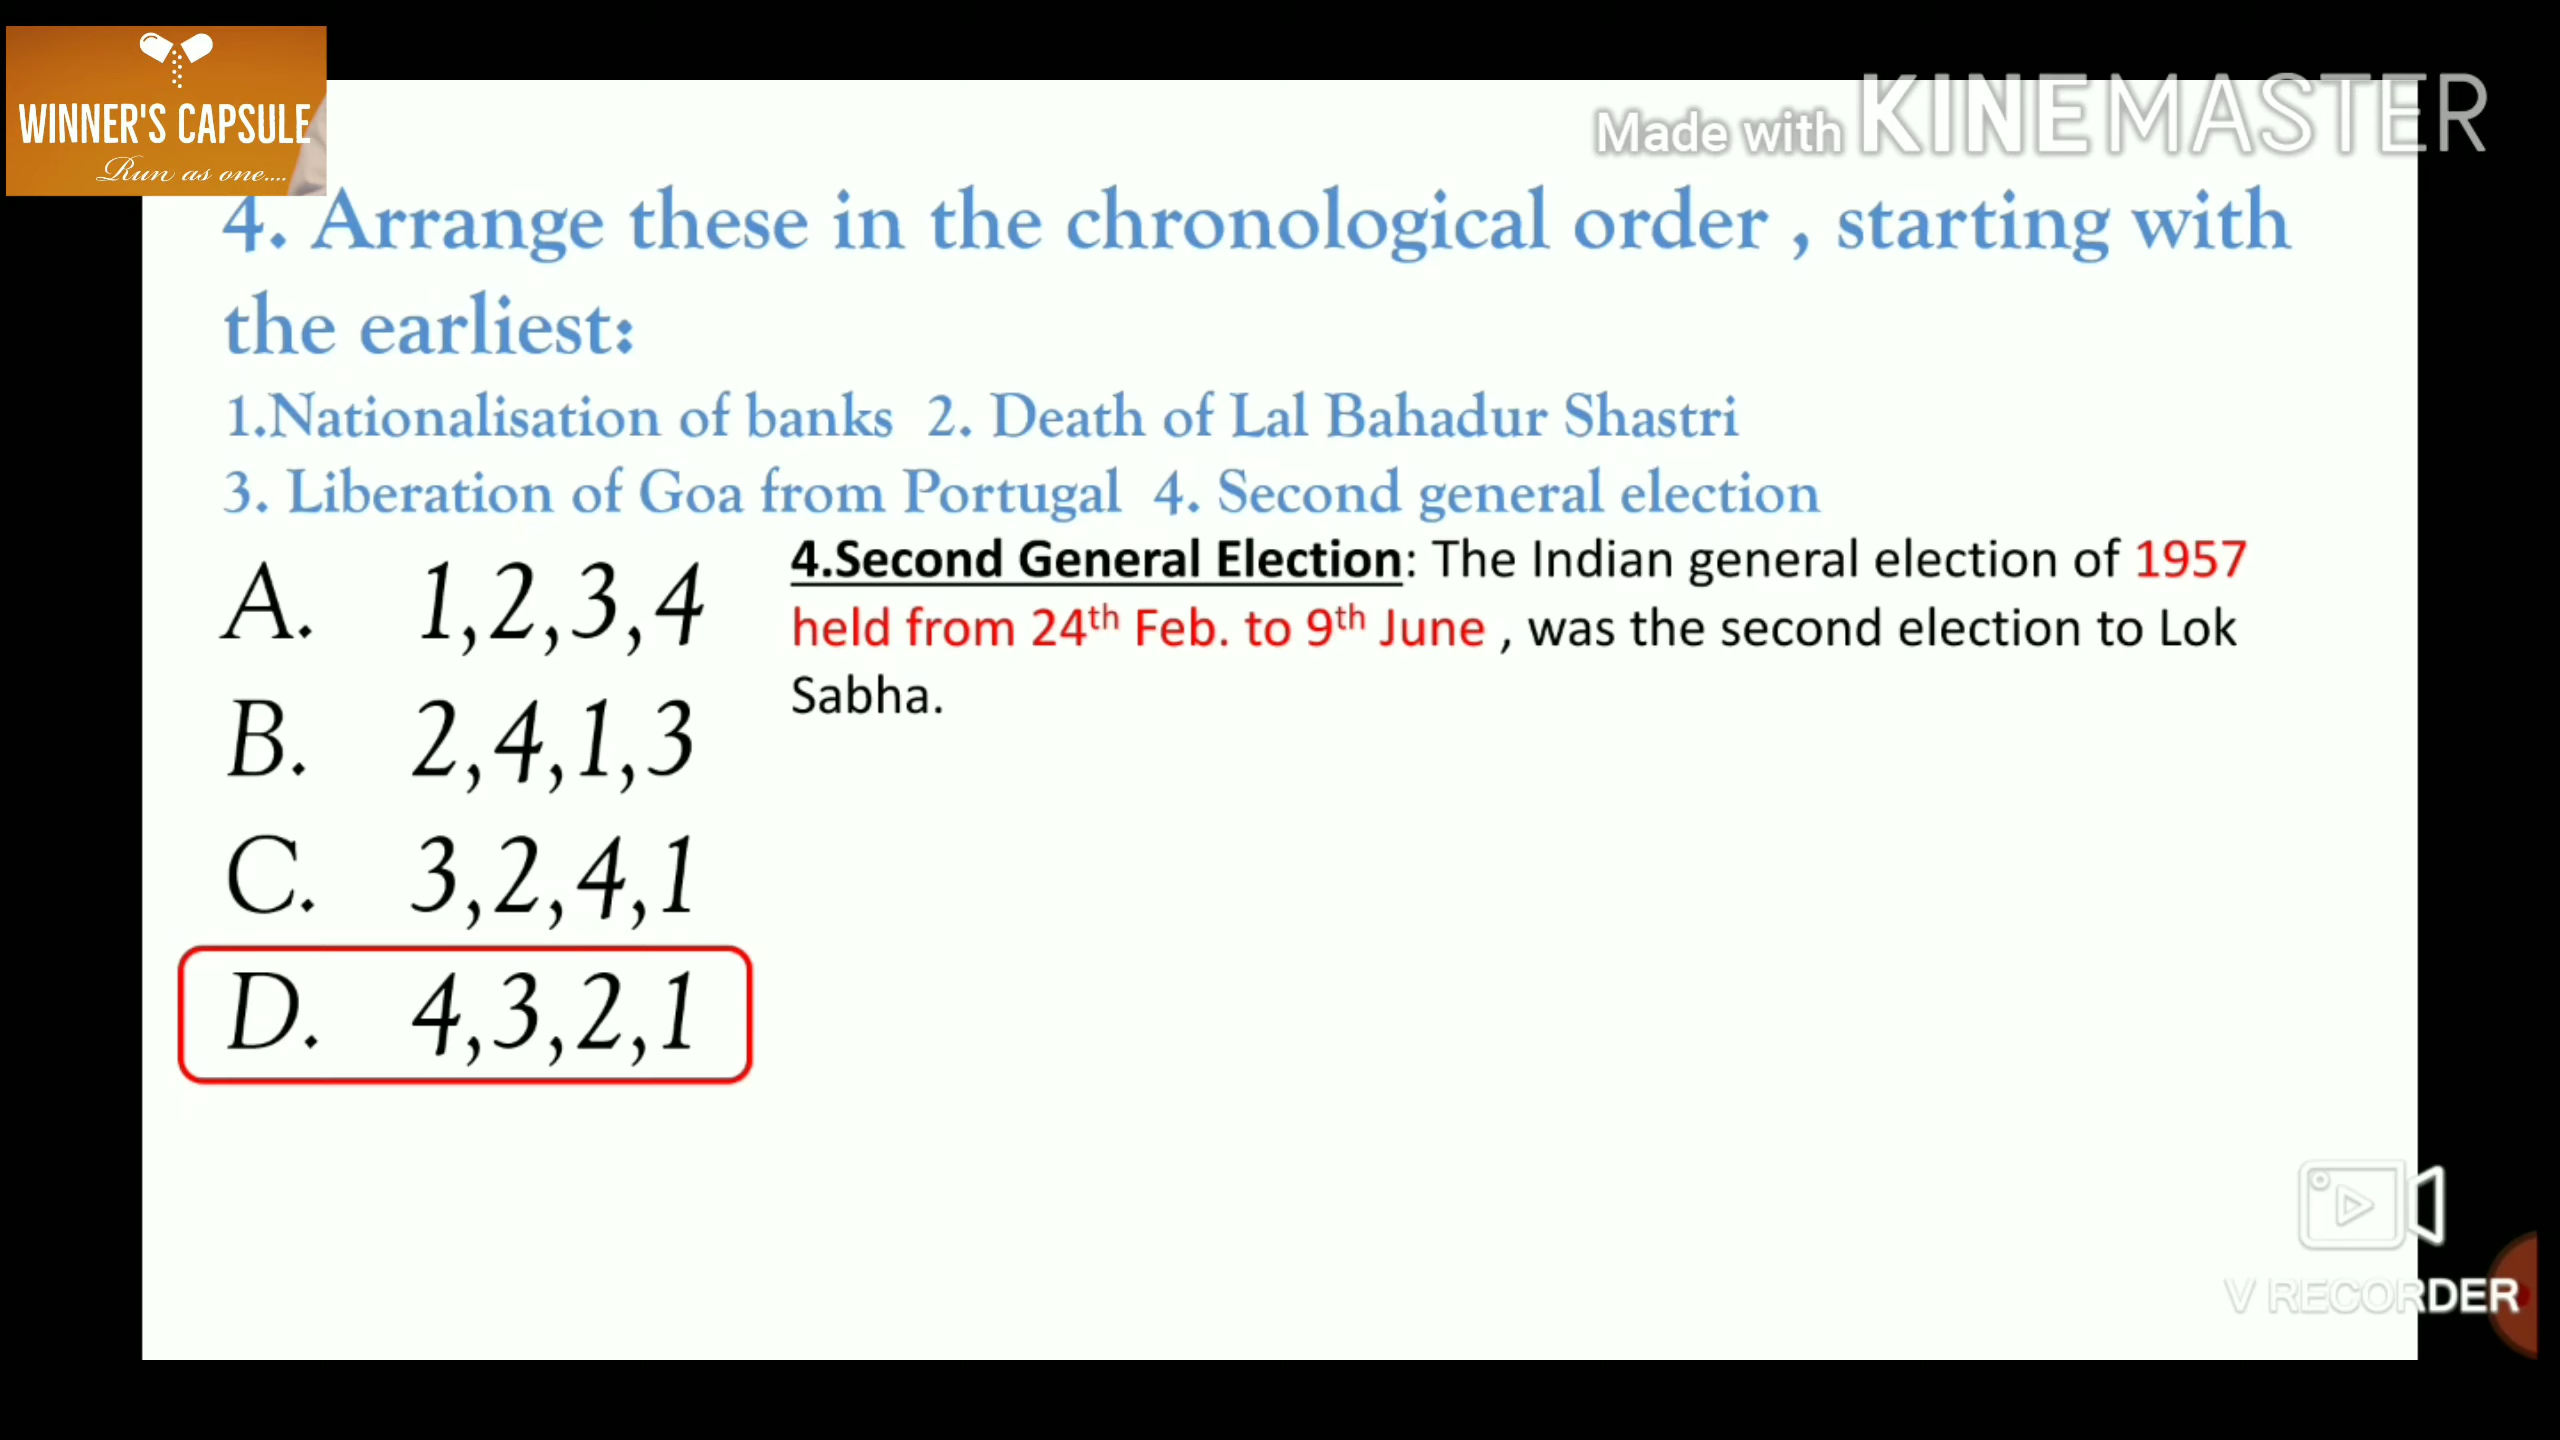 WINNER'S CAPSULE
Run as one....
Made with KINEMASTER
4. Arrange these in the chronological order , starting with
the earliest:
1.Nationalisation of banks 2. Death of Lal Bahadur Shastri
3. Liberation of Goa from Portugal 4. Second general election
A. 1,2,3,4
B. 2,4,1,3
C. 3,2,4,1
D. 4,3,2,1
4.Second General Election: The Indian general election of 1957
held from 24th Feb. to 9th June , was the second election to Lok
Sabha.
V RECORDER